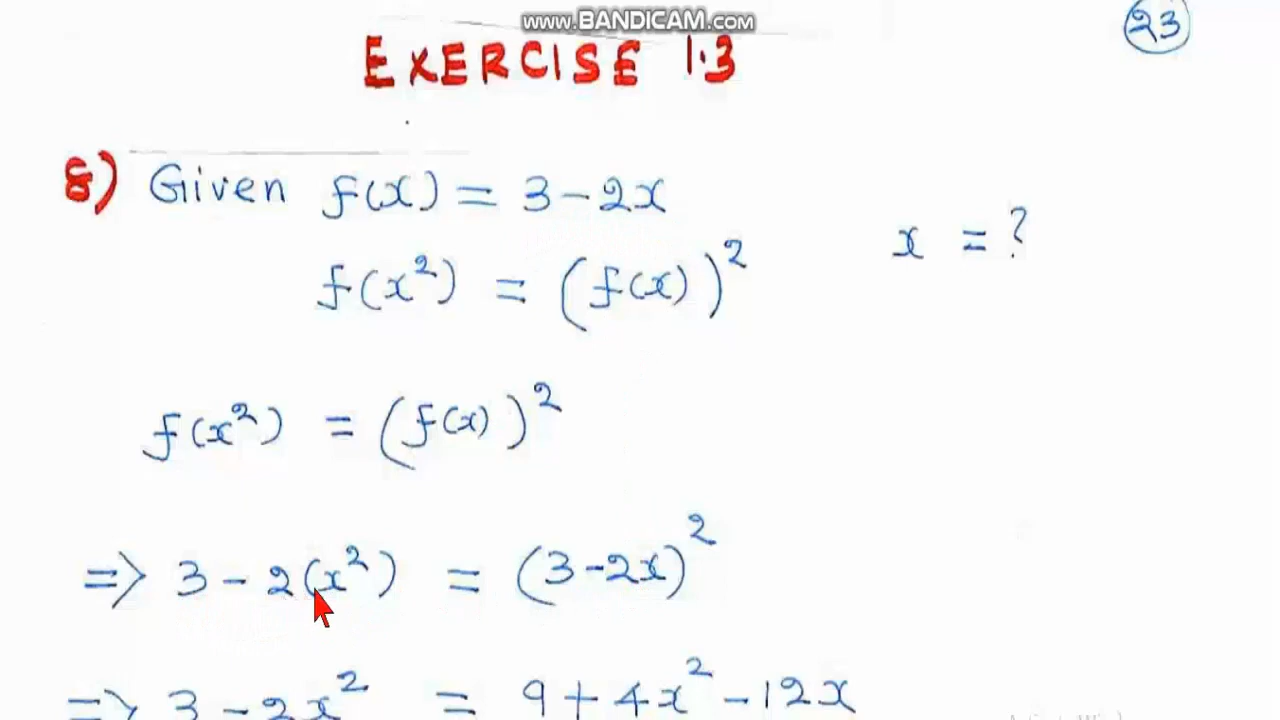 www.BANDICAM.com
23
EXERCISE 1.3
8) Given f(x) = 3 - 2x
x = ?
f(x²) = (f(x))²
f(x²) = (f(x))²
=> 3 - 2(x²) = (3 - 2x)²
=> 3 - 2x² = 9 + 4x² - 12x